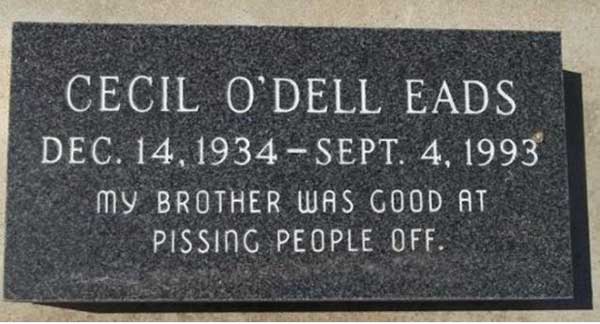 CECIL O'DELL EADS
DEC. 14, 1934 – SEPT. 4, 1993
MY BROTHER WAS GOOD AT
PISSING PEOPLE OFF.